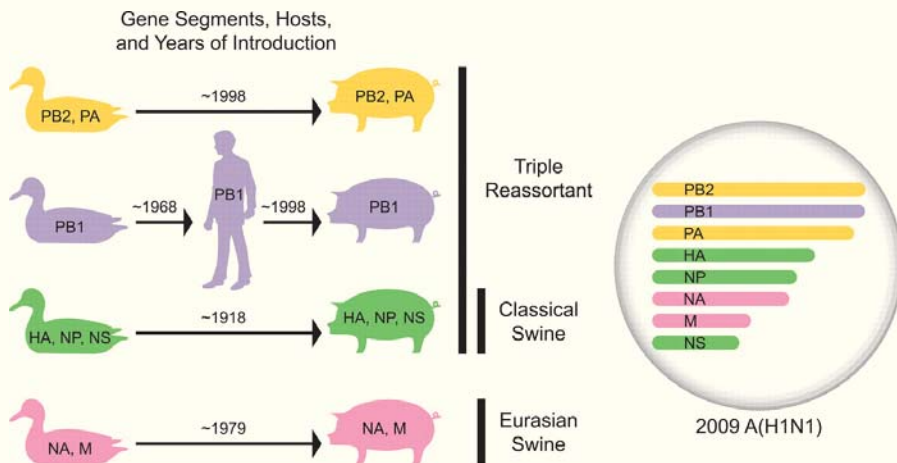 Gene Segments, Hosts,
and Years of Introduction
PB2, PA
~1998
PB2, PA
PB1
~1968
PB1
~1998
PB1
HA, NP, NS
~1918
HA, NP, NS
NA, M
~1979
NA, M
Triple
Reassortant
Classical
Swine
Eurasian
Swine
PB2
PB1
PA
HA
NP
NA
M
NS
2009 A(H1N1)